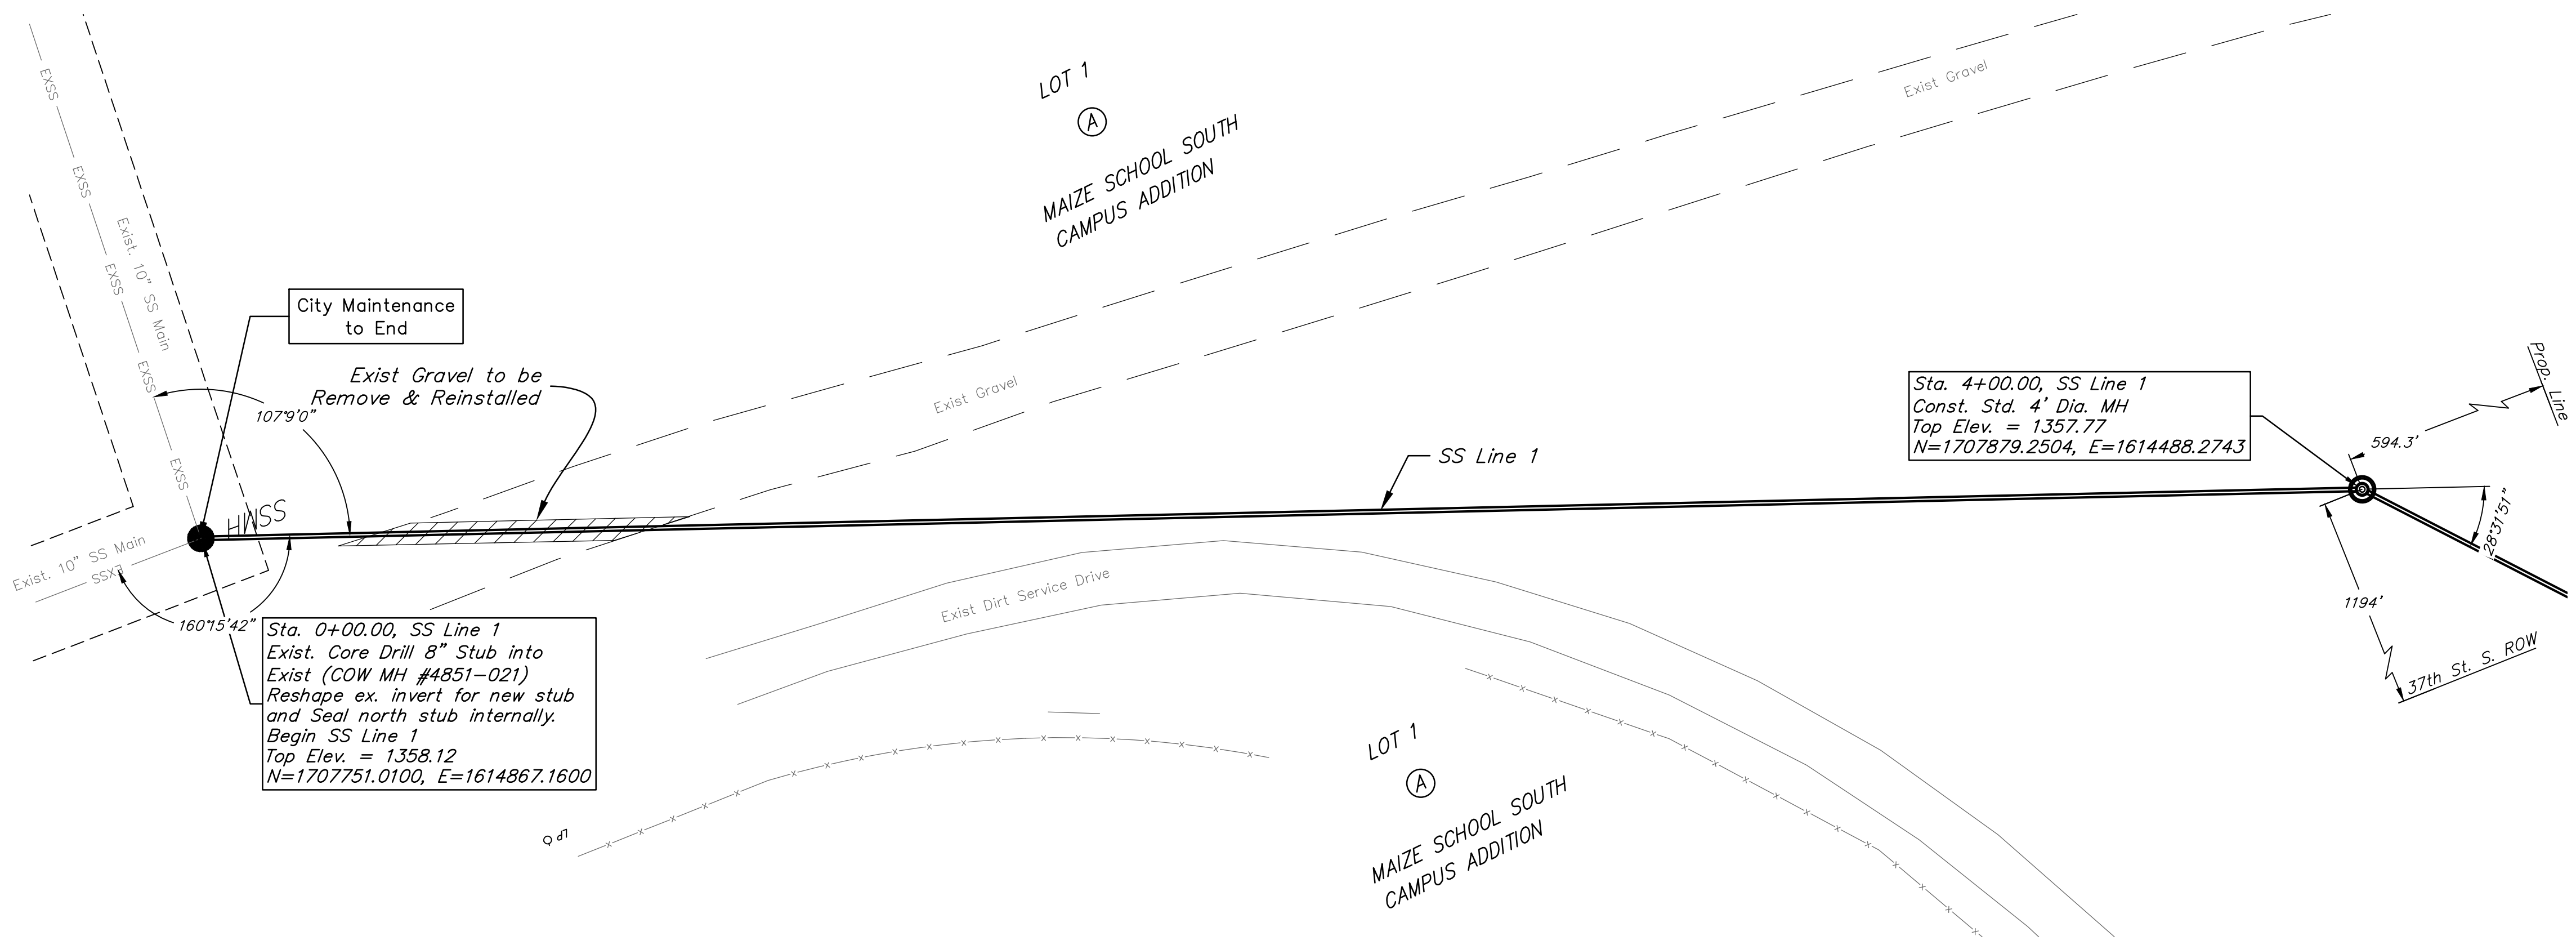 LOT 1
A
MAIZE SCHOOL SOUTH
CAMPUS ADDITION
Exist Gravel
EXSS
EXSS
EXSS
EXSS
EXSS
EXSS
Exist. 10" SS Main
City Maintenance
to End
Exist Gravel to be
Remove & Reinstalled
107°9'0"
Exist Gravel
SS Line 1
Sta. 4+00.00, SS Line 1
Const. Std. 4' Dia. MH
Top Elev. = 1357.77
N=1707879.2504, E=1614488.2743
594.3'
Prop. Line
28°31'51"
1194'
37th St. S. ROW
HWSS
Exist. 10" SS Main
EXSS
160°15'42"
Sta. 0+00.00, SS Line 1
Exist. Core Drill 8" Stub into
Exist (COW MH #4851-021)
Reshape ex. invert for new stub
and Seal north stub internally.
Begin SS Line 1
Top Elev. = 1358.12
N=1707751.0100, E=1614867.1600
Exist Dirt Service Drive
LP
LOT 1
A
MAIZE SCHOOL SOUTH
CAMPUS ADDITION